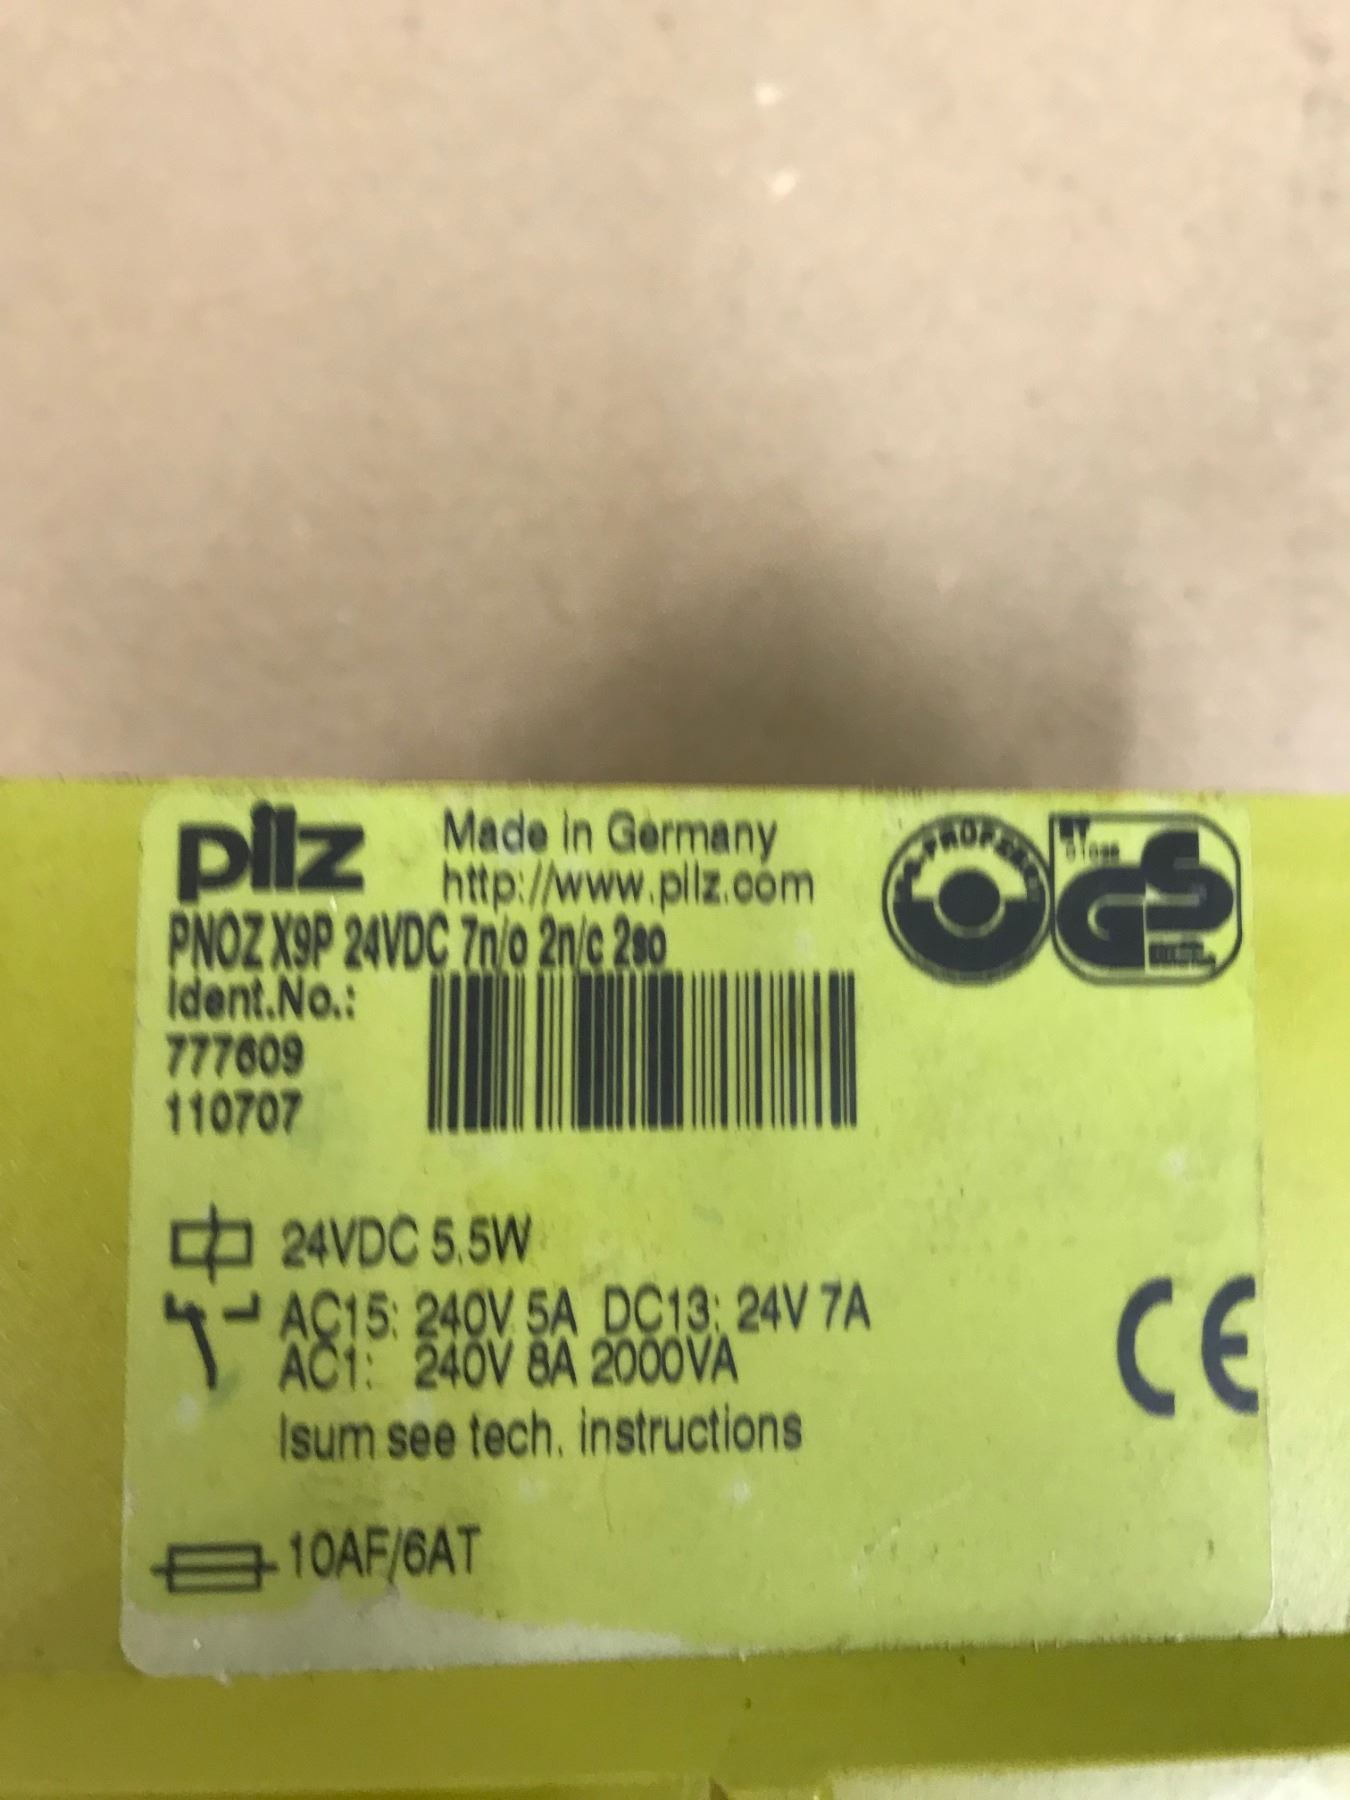 pilz
Made in Germany
http://www.pilz.com
PNOZ X9P 24VDC 7n/o 2n/c 2so
Ident.No.:
777609
110707
24VDC 5.5W
AC15: 240V 5A DC13: 24V 7A
AC1: 240V 8A 2000VA
Isum see tech. instructions
10AF/6AT
GS
CE